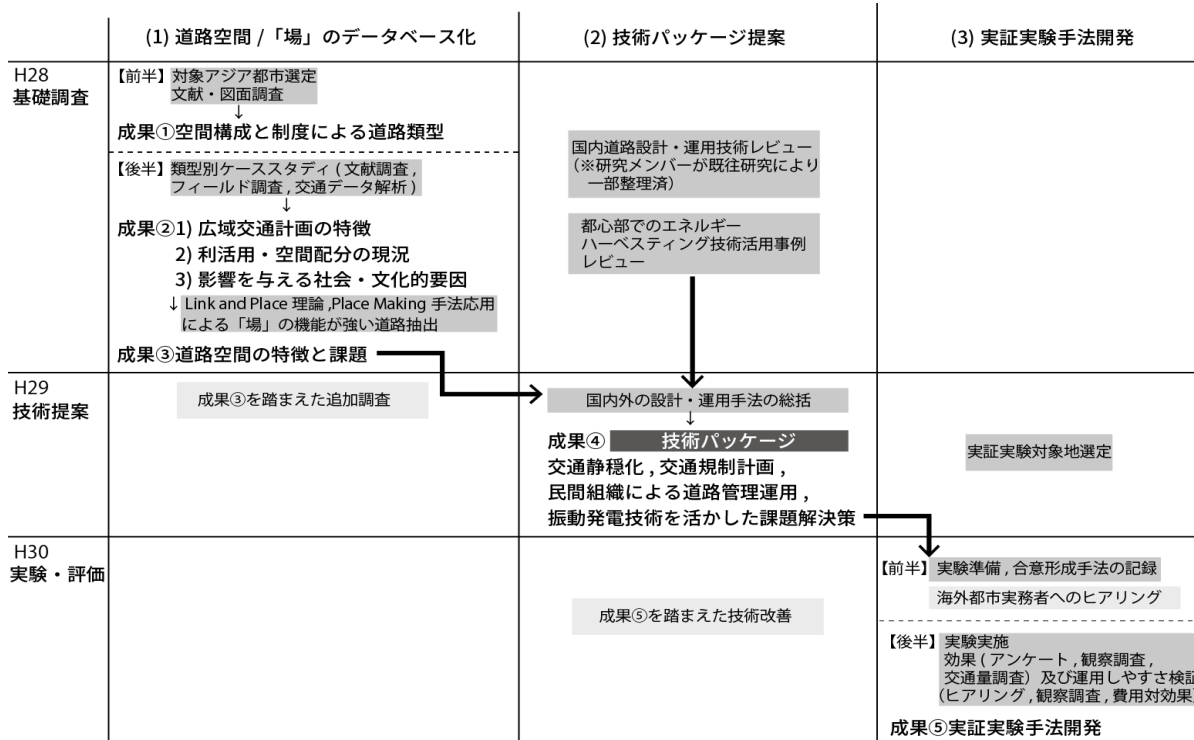 (1) 道路空間 /「場」のデータベース化
(2) 技術パッケージ提案
(3) 実証実験手法開発
H28
基礎調査
【前半】対象アジア都市選定
文献・図面調査
↓
成果①空間構成と制度による道路類型
【後半】類型別ケーススタディ ( 文献調査 ,
フィールド調査 , 交通データ解析 )
↓
成果②1) 広域交通計画の特徴
2) 利活用・空間配分の現況
3) 影響を与える社会・文化的要因
↓ Link and Place 理論 ,Place Making 手法応用
による「場」の機能が強い道路抽出
成果③道路空間の特徴と課題
国内道路設計・運用技術レビュー
（※研究メンバーが既往研究により
一部整理済）
都心部でのエネルギー
ハーベスティング技術活用事例
レビュー
H29
技術提案
成果③を踏まえた追加調査
国内外の設計・運用手法の総括
↓
成果④ 技術パッケージ
交通静穏化 , 交通規制計画 ,
民間組織による道路管理運用 ,
振動発電技術を活かした課題解決策
実証実験対象地選定
H30
実験・評価
成果⑤を踏まえた技術改善
【前半】実験準備 , 合意形成手法の記録
海外都市実務者へのヒアリング
【後半】実験実施
効果 ( アンケート , 観察調査 ,
交通量調査）及び運用しやすさ検証
（ヒアリング , 観察調査 , 費用対効果）
成果⑤実証実験手法開発